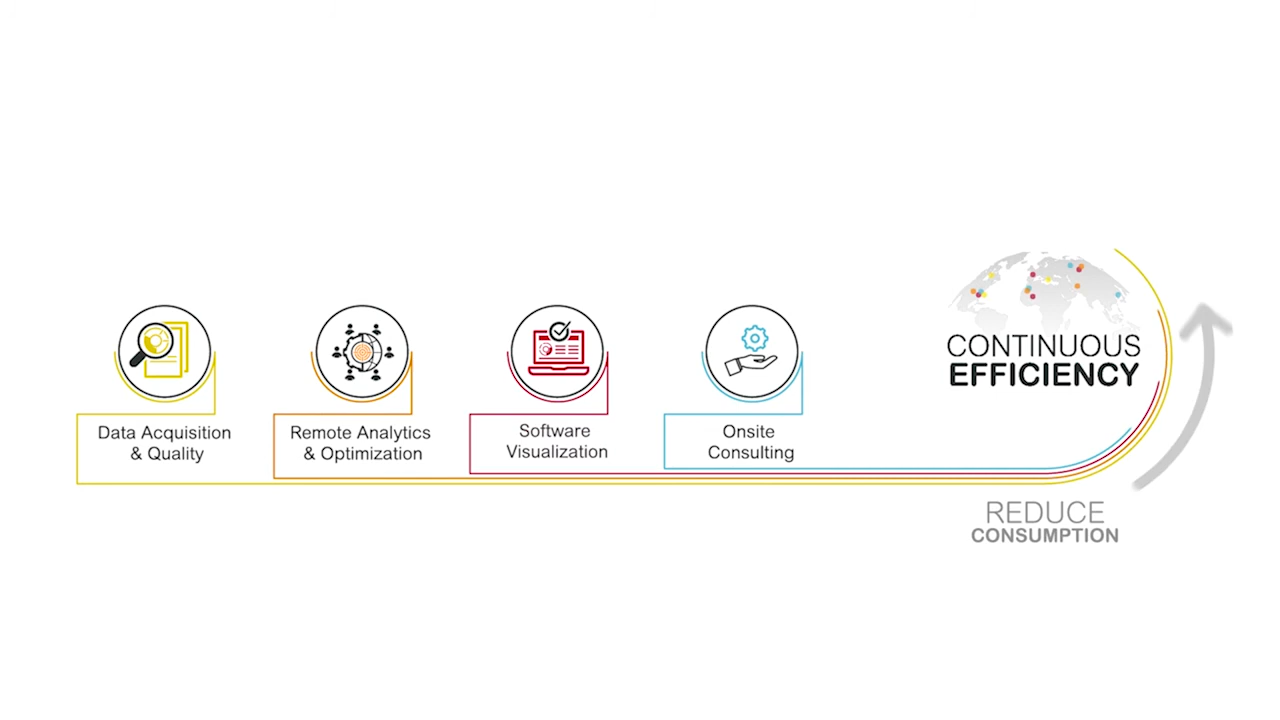 Data Acquisition
& Quality
Remote Analytics
& Optimization
Software
Visualization
Onsite
Consulting
CONTINUOUS
EFFICIENCY
REDUCE
CONSUMPTION